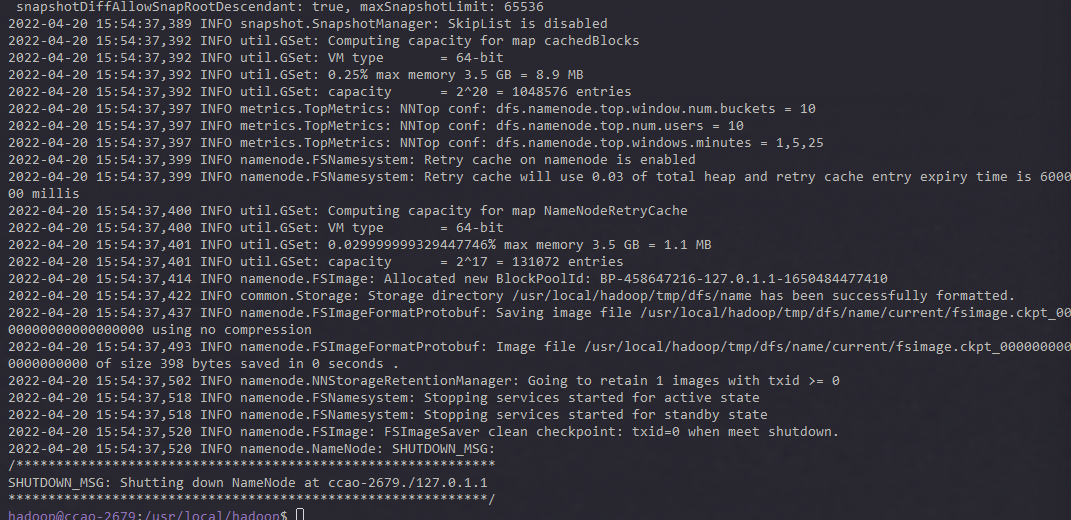 snapshotDiffAllowSnapRootDescendant: true, maxSnapshotLimit: 65536
2022-04-20 15:54:37,389 INFO snapshot.SnapshotManager: SkipList is disabled
2022-04-20 15:54:37,392 INFO util.GSet: Computing capacity for map cachedBlocks
2022-04-20 15:54:37,392 INFO util.GSet: VM type       = 64-bit
2022-04-20 15:54:37,392 INFO util.GSet: 0.25% max memory 3.5 GB = 8.9 MB
2022-04-20 15:54:37,392 INFO util.GSet: capacity      = 2^20 = 1048576 entries
2022-04-20 15:54:37,397 INFO metrics.TopMetrics: NNTop conf: dfs.namenode.top.window.num.buckets = 10
2022-04-20 15:54:37,397 INFO metrics.TopMetrics: NNTop conf: dfs.namenode.top.num.users = 10
2022-04-20 15:54:37,397 INFO metrics.TopMetrics: NNTop conf: dfs.namenode.top.windows.minutes = 1,5,25
2022-04-20 15:54:37,399 INFO namenode.FSNamesystem: Retry cache on namenode is enabled
2022-04-20 15:54:37,399 INFO namenode.FSNamesystem: Retry cache will use 0.03 of total heap and retry cache entry expiry time is 6000
00 millis
2022-04-20 15:54:37,400 INFO util.GSet: Computing capacity for map NameNodeRetryCache
2022-04-20 15:54:37,400 INFO util.GSet: VM type       = 64-bit
2022-04-20 15:54:37,401 INFO util.GSet: 0.029999999329447746% max memory 3.5 GB = 1.1 MB
2022-04-20 15:54:37,401 INFO util.GSet: capacity      = 2^17 = 131072 entries
2022-04-20 15:54:37,414 INFO namenode.FSImage: Allocated new BlockPoolId: BP-458647216-127.0.1.1-1650484477410
2022-04-20 15:54:37,422 INFO common.Storage: Storage directory /usr/local/hadoop/tmp/dfs/name has been successfully formatted.
2022-04-20 15:54:37,437 INFO namenode.FSImageFormatProtobuf: Saving image file /usr/local/hadoop/tmp/dfs/name/current/fsimage.ckpt_00
00000000000000000 using no compression
2022-04-20 15:54:37,493 INFO namenode.FSImageFormatProtobuf: Image file /usr/local/hadoop/tmp/dfs/name/current/fsimage.ckpt_000000000
0000000000 of size 398 bytes saved in 0 seconds .
2022-04-20 15:54:37,502 INFO namenode.NNStorageRetentionManager: Going to retain 1 images with txid >= 0
2022-04-20 15:54:37,518 INFO namenode.FSNamesystem: Stopping services started for active state
2022-04-20 15:54:37,518 INFO namenode.FSNamesystem: Stopping services started for standby state
2022-04-20 15:54:37,520 INFO namenode.FSImage: FSImageSaver clean checkpoint: txid=0 when meet shutdown.
2022-04-20 15:54:37,520 INFO namenode.NameNode: SHUTDOWN_MSG:
/************************************************************
SHUTDOWN_MSG: Shutting down NameNode at ccao-2679./127.0.1.1
************************************************************/
hadoop@ccao-2679:/usr/local/hadoop$